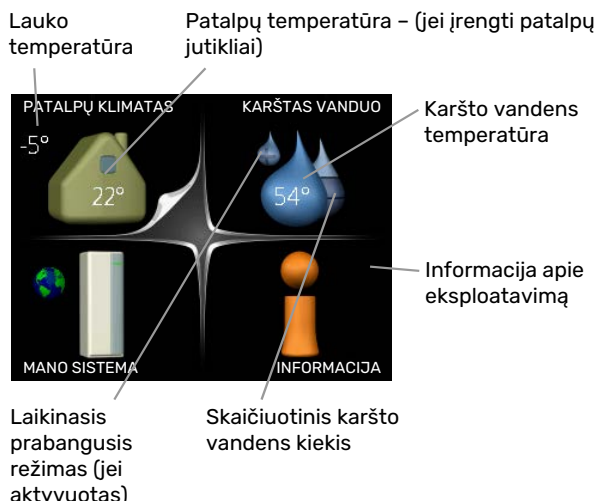 Lauko
temperatūra
Patalpų temperatūra – (jei įrengti patalpų
jutikliai)
PATALPŲ KLIMATAS
KARŠTAS VANDUO
-5°
22°
54°
Karšto vandens
temperatūra
Informacija apie
eksploatavimą
MANO SISTEMA
INFORMACIJA
Laikinasis
prabangusis
režimas (jei
aktyvuotas)
Skaičiuotinis karšto
vandens kiekis